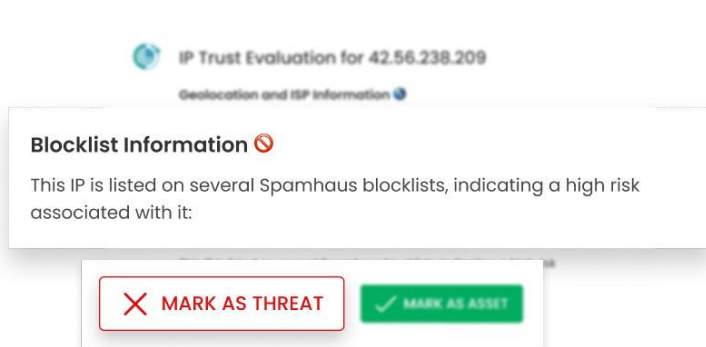 IP Trust Evaluation for 42.56.238.209
Geolocation and ISP Information
Blocklist Information
This IP is listed on several Spamhaus blocklists, indicating a high risk
associated with it:
MARK AS THREAT
MARK AS ASSET